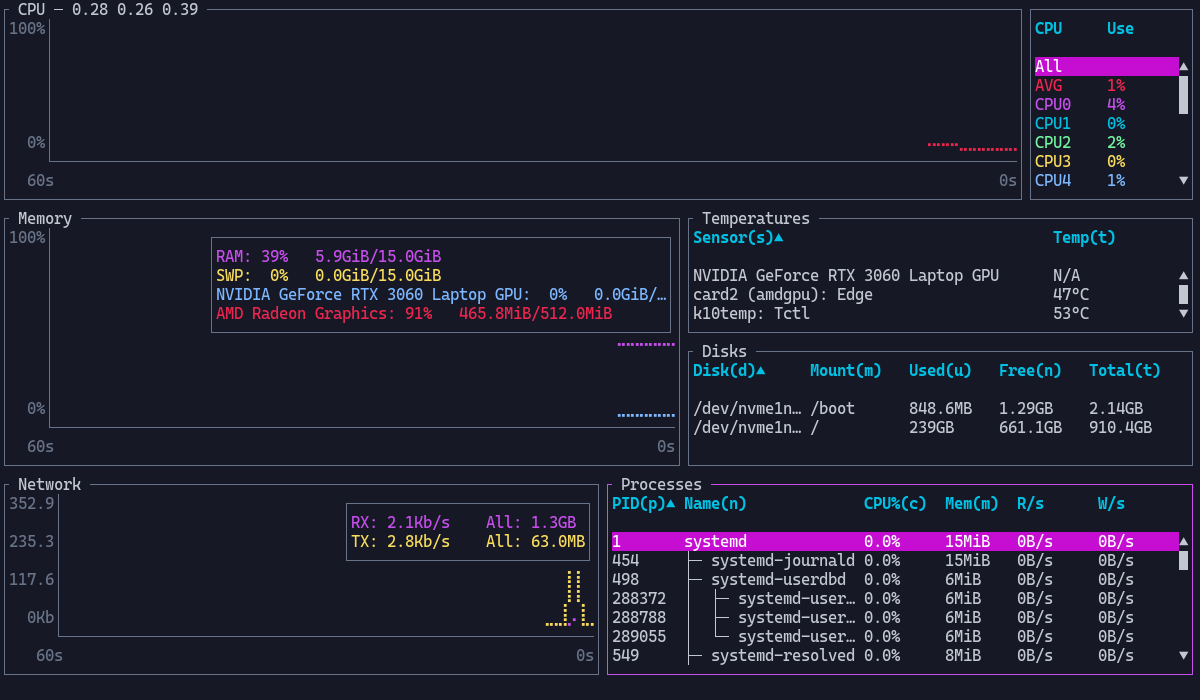 CPU — 0.28 0.26 0.39
100%
0%
60s 0s
CPU Use
All
AVG 1%
CPU0 4%
CPU1 0%
CPU2 2%
CPU3 0%
CPU4 1%
Memory
100%
RAM: 39% 5.9GiB/15.0GiB
SWP: 0% 0.0GiB/15.0GiB
NVIDIA GeForce RTX 3060 Laptop GPU: 0% 0.0GiB/…
AMD Radeon Graphics: 91% 465.8MiB/512.0MiB
0%
60s 0s
Temperatures
Sensor(s)▲ Temp(t)
NVIDIA GeForce RTX 3060 Laptop GPU N/A
card2 (amdgpu): Edge 47°C
k10temp: Tctl 53°C
Disks
Disk(d)▲ Mount(m) Used(u) Free(n) Total(t)
/dev/nvme1n… /boot 848.6MB 1.29GB 2.14GB
/dev/nvme1n… / 239GB 661.1GB 910.4GB
Network
352.9
235.3
117.6
0Kb
60s 0s
RX: 2.1Kb/s All: 1.3GB
TX: 2.8Kb/s All: 63.0MB
Processes
PID(p)▲ Name(n) CPU%(c) Mem(m) R/s W/s
1 systemd 0.0% 15MiB 0B/s 0B/s
454 ├─ systemd-journald 0.0% 15MiB 0B/s 0B/s
498 ├─ systemd-userdbd 0.0% 6MiB 0B/s 0B/s
288372 │ ├─ systemd-user… 0.0% 6MiB 0B/s 0B/s
288788 │ ├─ systemd-user… 0.0% 6MiB 0B/s 0B/s
289055 │ └─ systemd-user… 0.0% 6MiB 0B/s 0B/s
549 ├─ systemd-resolved 0.0% 8MiB 0B/s 0B/s